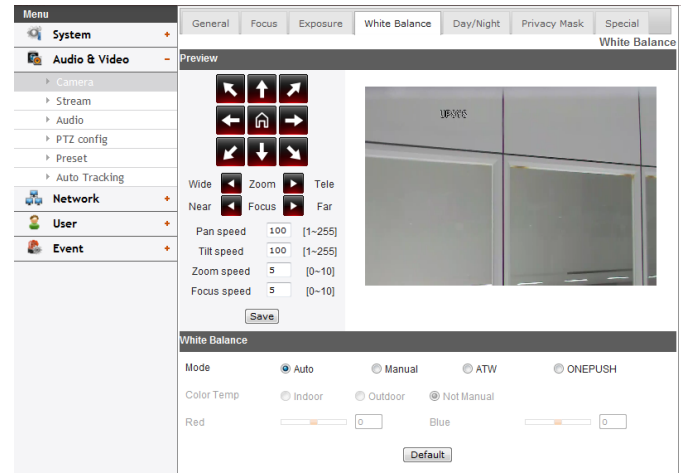 Menu
System +
Audio & Video -
Camera
Stream
Audio
PTZ config
Preset
Auto Tracking
Network +
User +
Event +
General Focus Exposure White Balance Day/Night Privacy Mask Special
White Balance
Preview
Wide Zoom Tele
Near Focus Far
Pan speed 100 [1~255]
Tilt speed 100 [1~255]
Zoom speed 5 [0~10]
Focus speed 5 [0~10]
Save
White Balance
Mode Auto Manual ATW ONEPUSH
Color Temp Indoor Outdoor Not Manual
Red 0 Blue 0
Default